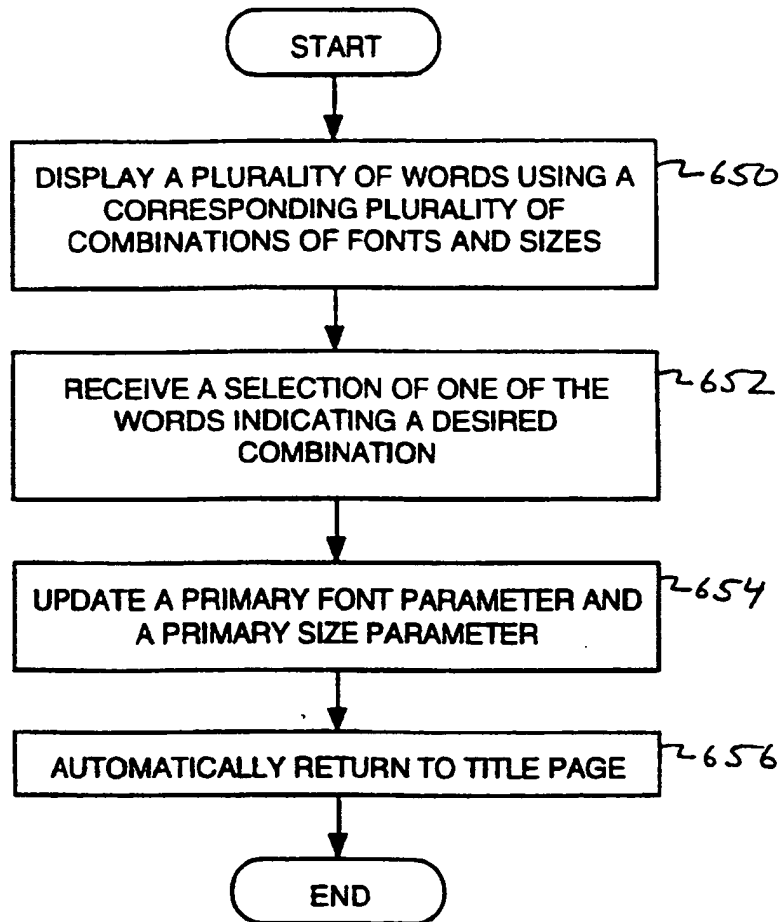 START
DISPLAY A PLURALITY OF WORDS USING A
CORRESPONDING PLURALITY OF
COMBINATIONS OF FONTS AND SIZES
650
RECEIVE A SELECTION OF ONE OF THE
WORDS INDICATING A DESIRED
COMBINATION
652
UPDATE A PRIMARY FONT PARAMETER AND
A PRIMARY SIZE PARAMETER
654
AUTOMATICALLY RETURN TO TITLE PAGE
656
END